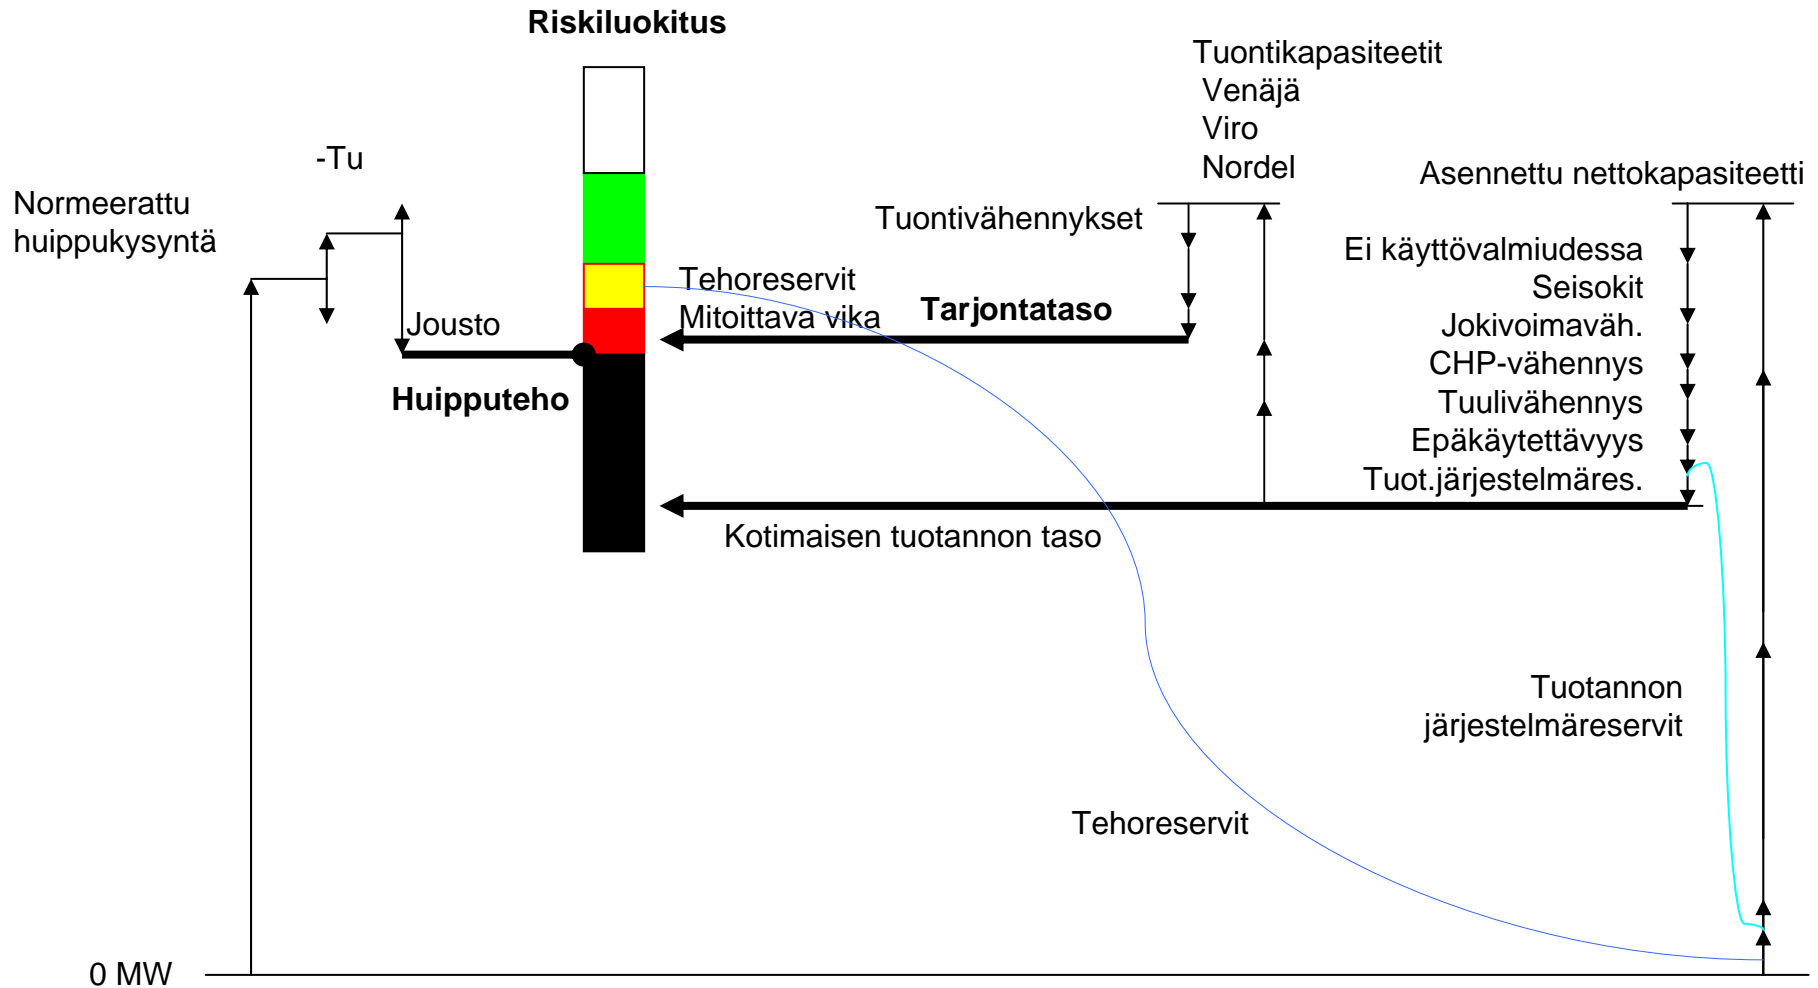 Riskiluokitus
Tuontikapasiteetit
Venäjä
Viro
Nordel
-Tu
Asennettu nettokapasiteetti
Normeerattu
huippukysyntä
Tuontivähennykset
Ei käyttövalmiudessa
Seisokit
Jokivoimaväh.
CHP-vähennys
Tuulivähennys
Epäkäytettävyys
Tuot.järjestelmäres.
Tehoreservit
Mitoittava vika
Tarjontataso
Jousto
Huipputeho
Kotimaisen tuotannon taso
Tuotannon
järjestelmäreservit
Tehoreservit
0 MW